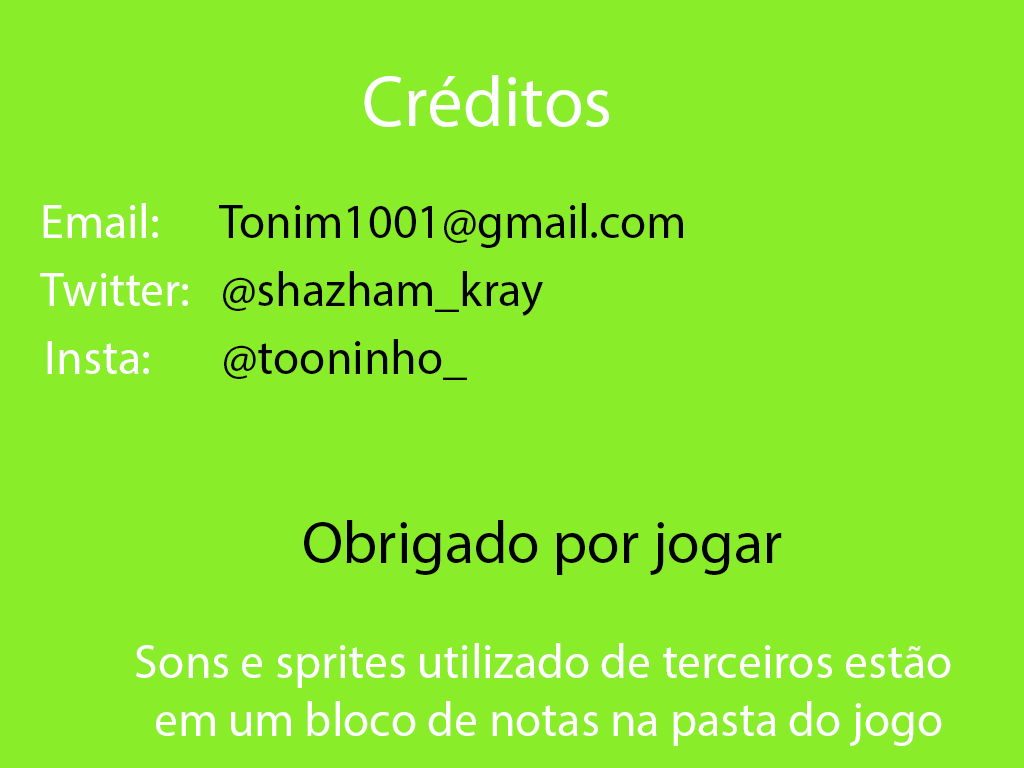 Créditos
Email: Tonim1001@gmail.com
Twitter: @shazham_kray
Insta: @tooninho_
Obrigado por jogar
Sons e sprites utilizado de terceiros estão
em um bloco de notas na pasta do jogo